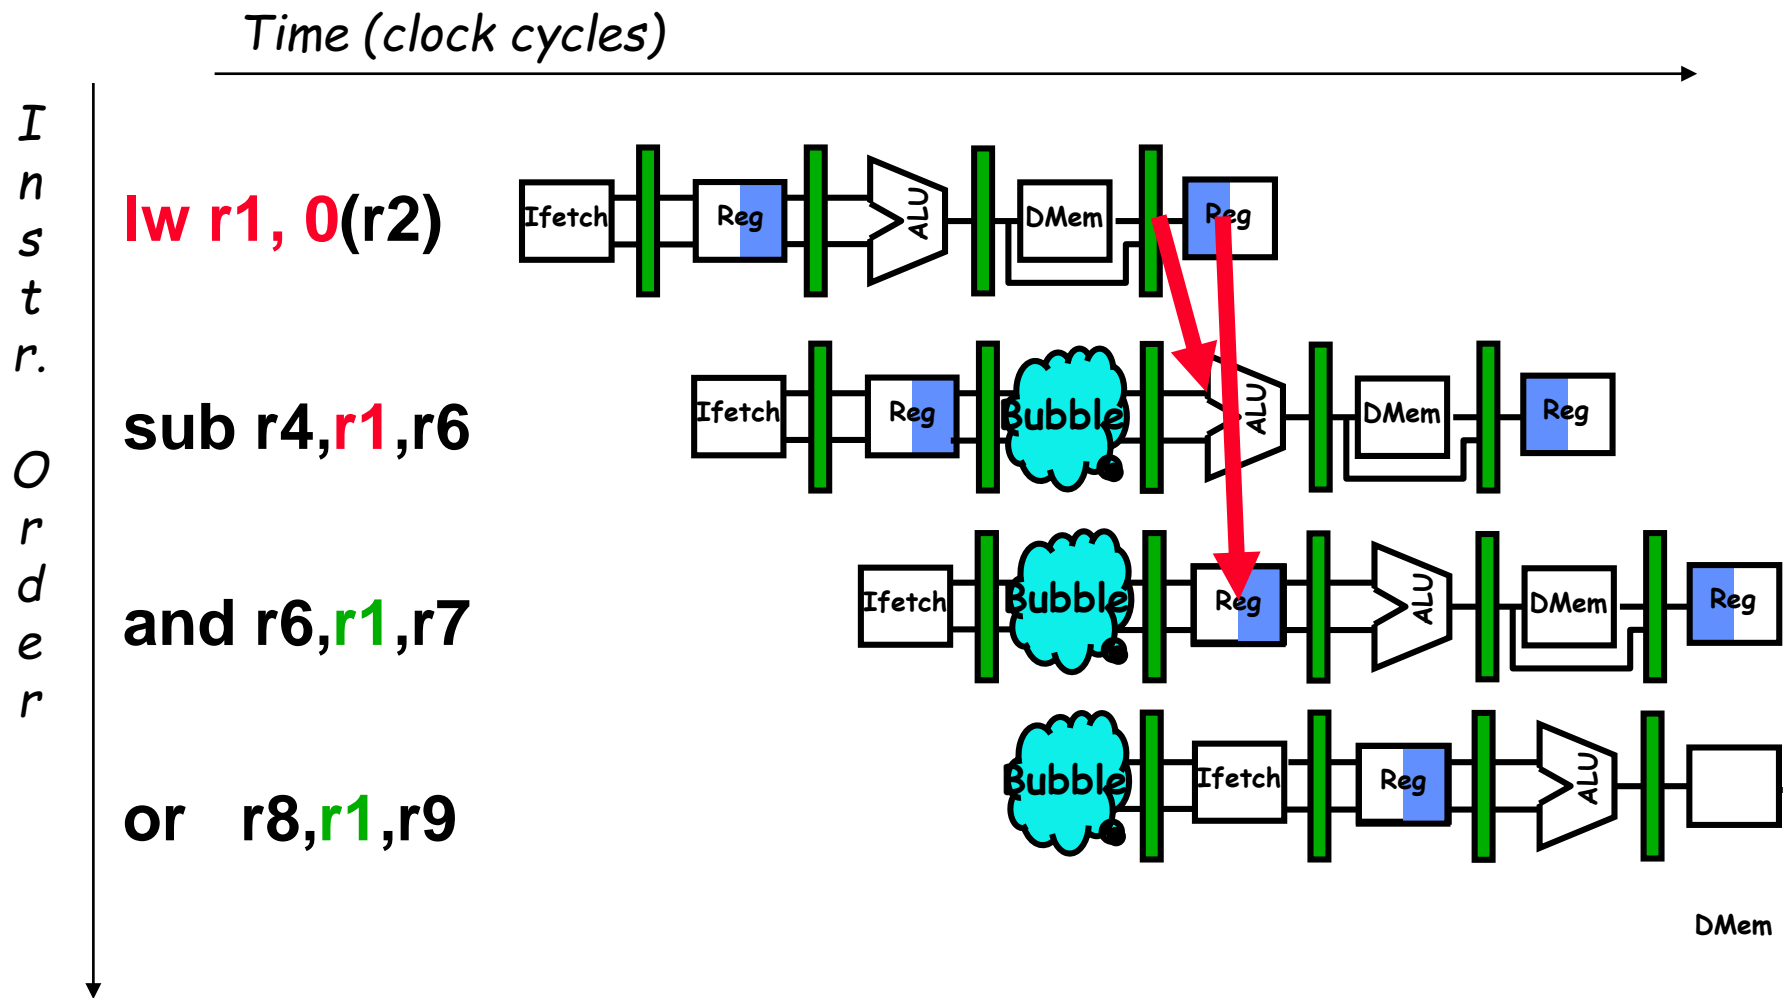 Time (clock cycles)
Instr. Order
lw r1, 0(r2)
Ifetch Reg ALU DMem Reg
sub r4,r1,r6
Ifetch Reg Bubble ALU DMem Reg
and r6,r1,r7
Ifetch Bubble Reg ALU DMem Reg
or r8,r1,r9
Bubble Ifetch Reg ALU
DMem